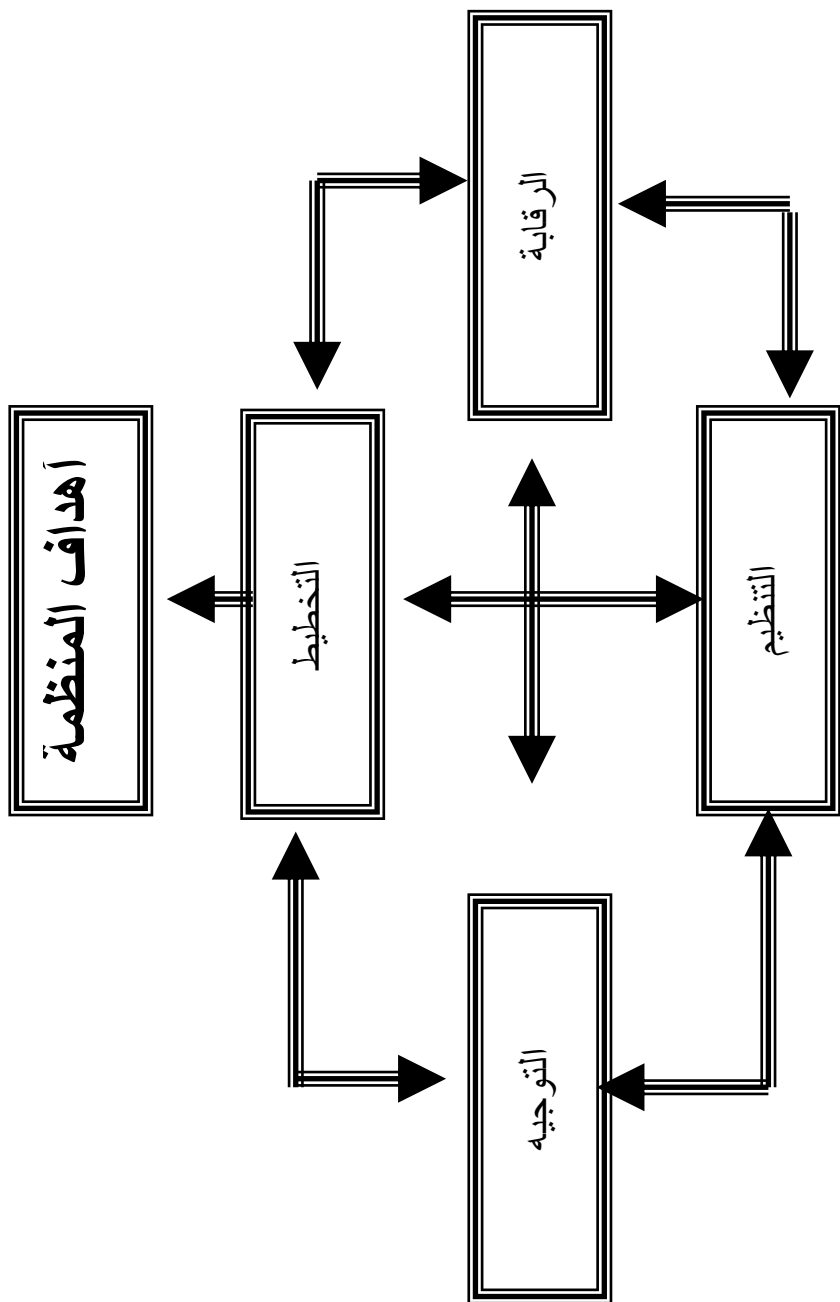 أهداف المنظمة
التخطيط
الرقابة
التوجيه
التنظيم